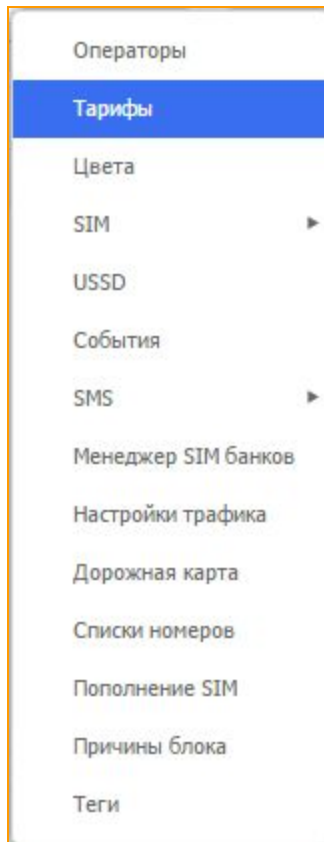 Операторы
Тарифы
Цвета
SIM
USSD
События
SMS
Менеджер SIM банков
Настройки трафика
Дорожная карта
Списки номеров
Пополнение SIM
Причины блока
Теги